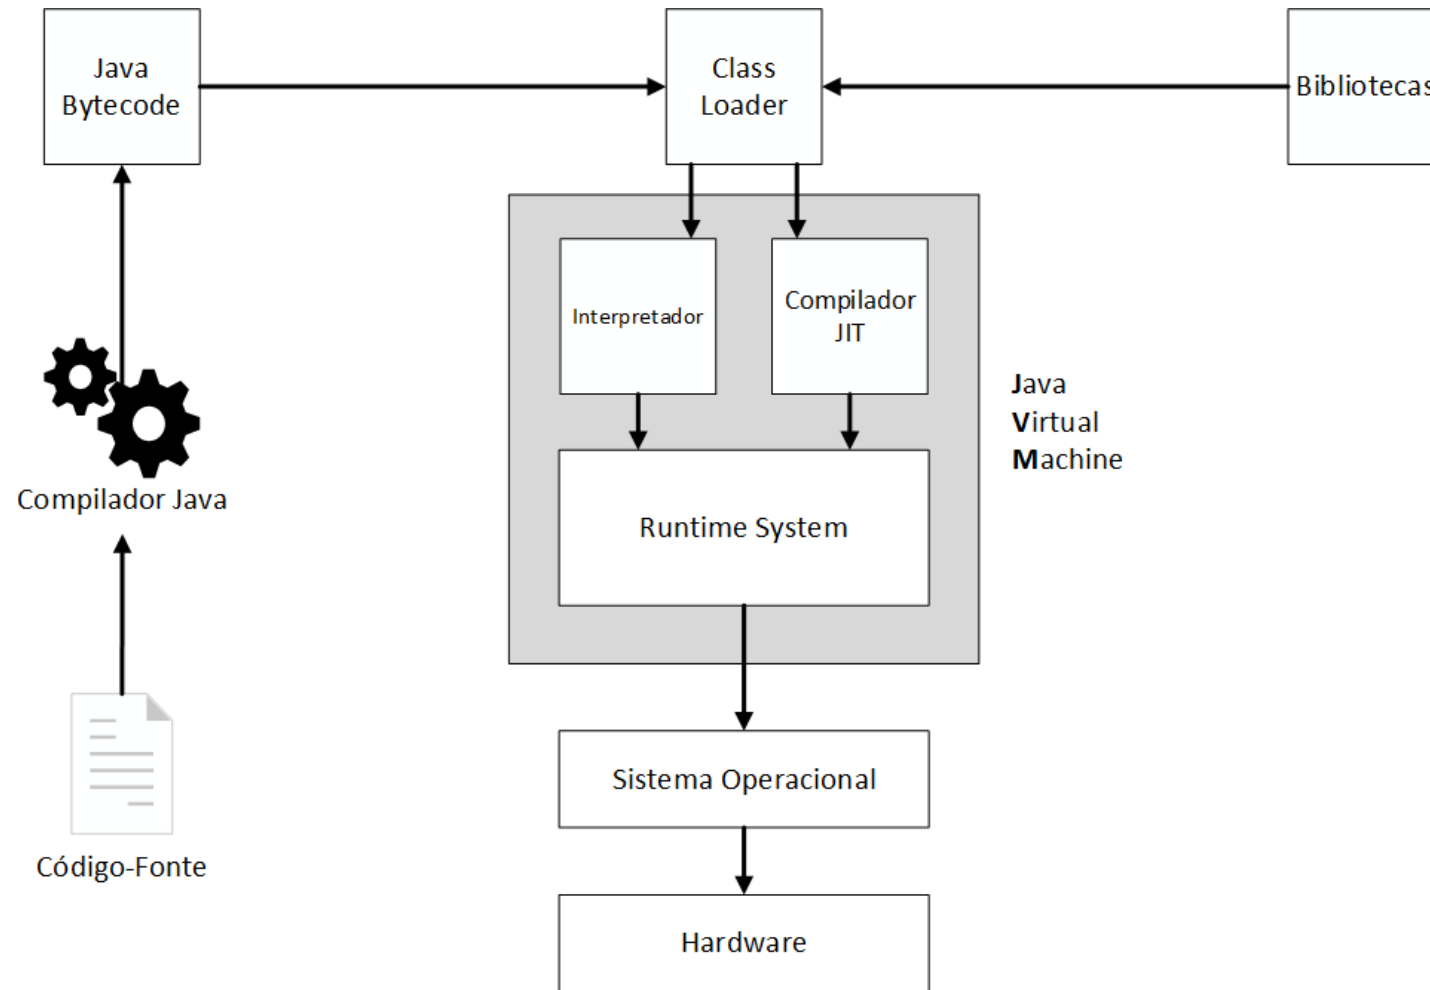 Java
Bytecode
Class
Loader
Bibliotecas
Interpretador
Compilador
JIT
Java
Virtual
Machine
Compilador Java
Runtime System
Sistema Operacional
Código-Fonte
Hardware